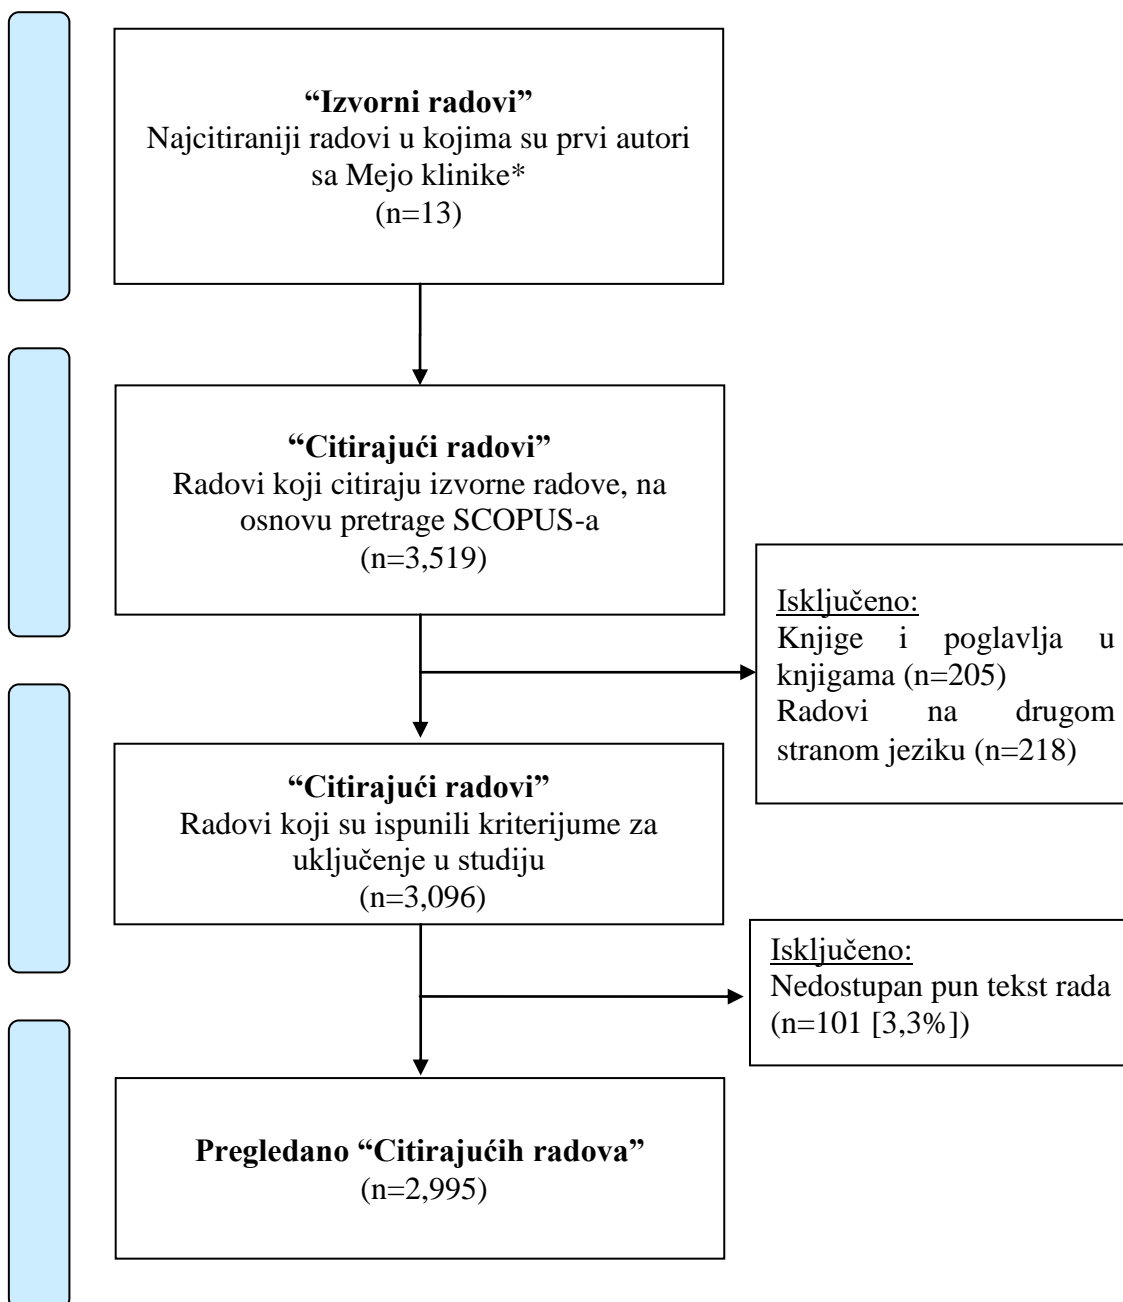 “Izvorni radovi”
Najcitiraniji radovi u kojima su prvi autori
sa Mejo klinike*
(n=13)
“Citirajući radovi”
Radovi koji citiraju izvorne radove, na
osnovu pretrage SCOPUS-a
(n=3,519)
Isključeno:
Knjige i poglavlja u
knjigama (n=205)
Radovi na drugom
stranom jeziku (n=218)
“Citirajući radovi”
Radovi koji su ispunili kriterijume za
uključenje u studiju
(n=3,096)
Isključeno:
Nedostupan pun tekst rada
(n=101 [3,3%])
Pregledano “Citirajućih radova”
(n=2,995)